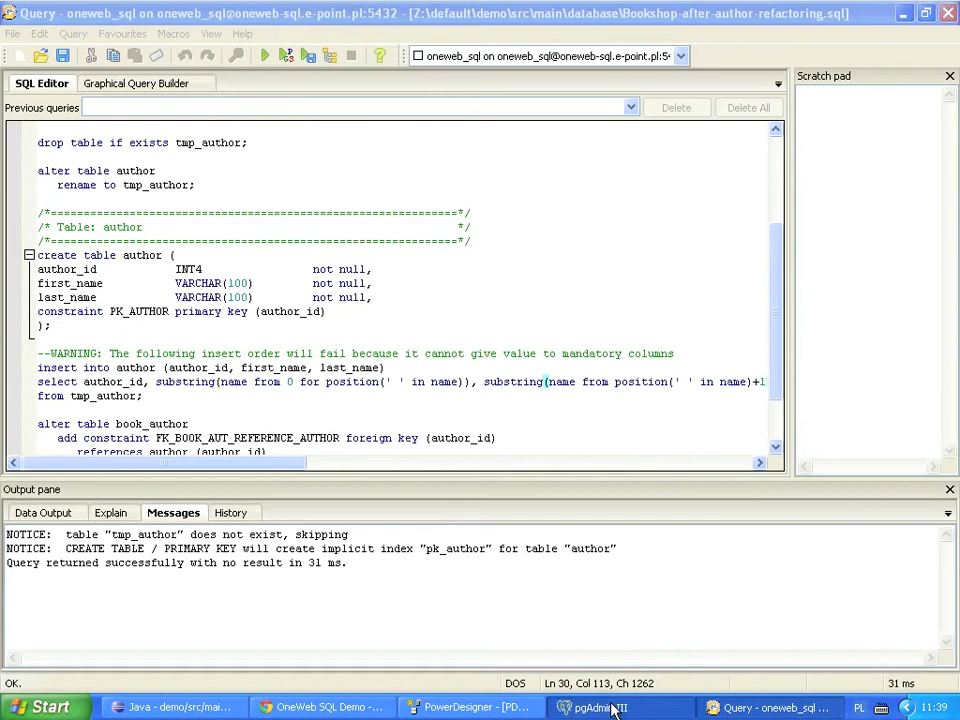 Query - oneweb_sql on oneweb_sql@oneweb-sql.e-point.pl:5432 - [Z:\default\demo\src\main\database\Bookshop-after-author-refactoring.sql]
File Edit Query Favourites Macros View Help
oneweb_sql on oneweb_sql@oneweb-sql.e-point.pl:5
SQL Editor Graphical Query Builder
Scratch pad
Previous queries Delete Delete All
drop table if exists tmp_author;
alter table author
rename to tmp_author;
/*==============================================================*/
/* Table: author */
/*==============================================================*/
create table author (
author_id INT4 not null,
first_name VARCHAR(100) not null,
last_name VARCHAR(100) not null,
constraint PK_AUTHOR primary key (author_id)
);
--WARNING: The following insert order will fail because it cannot give value to mandatory columns
insert into author (author_id, first_name, last_name)
select author_id, substring(name from 0 for position(' ' in name)), substring(name from position(' ' in name)+1
from tmp_author;
alter table book_author
add constraint FK_BOOK_AUT_REFERENCE_AUTHOR foreign key (author_id)
references author (author_id)
Output pane
Data Output Explain Messages History
NOTICE: table "tmp_author" does not exist, skipping
NOTICE: CREATE TABLE / PRIMARY KEY will create implicit index "pk_author" for table "author"
Query returned successfully with no result in 31 ms.
OK. DOS Ln 30, Col 113, Ch 1262 31 ms
Start Java - demo/src/mai... OneWeb SQL Demo -... PowerDesigner - [PD... pgAdmin III Query - oneweb_sql ... PL 11:39